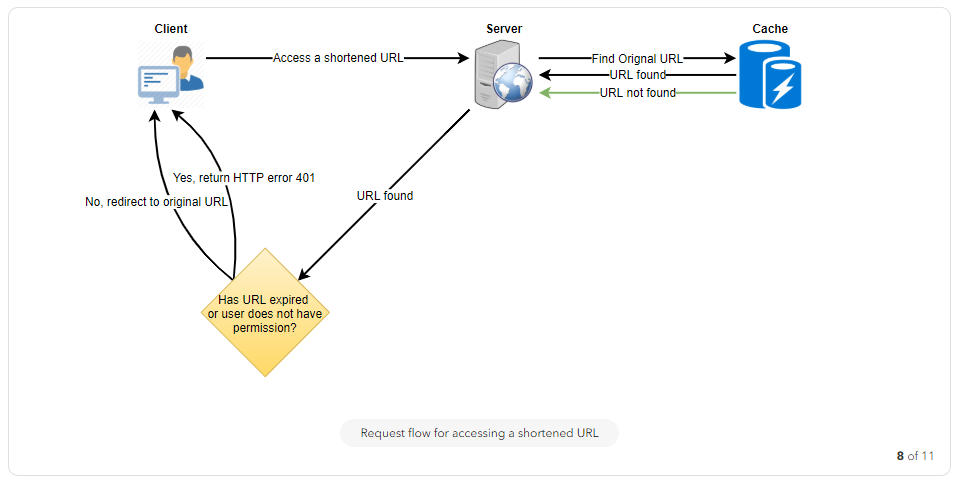 Client
Server
Cache
Access a shortened URL
Find Orignal URL
URL found
URL not found
Yes, return HTTP error 401
No, redirect to original URL
URL found
Has URL expired
or user does not have
permission?
Request flow for accessing a shortened URL
8 of 11